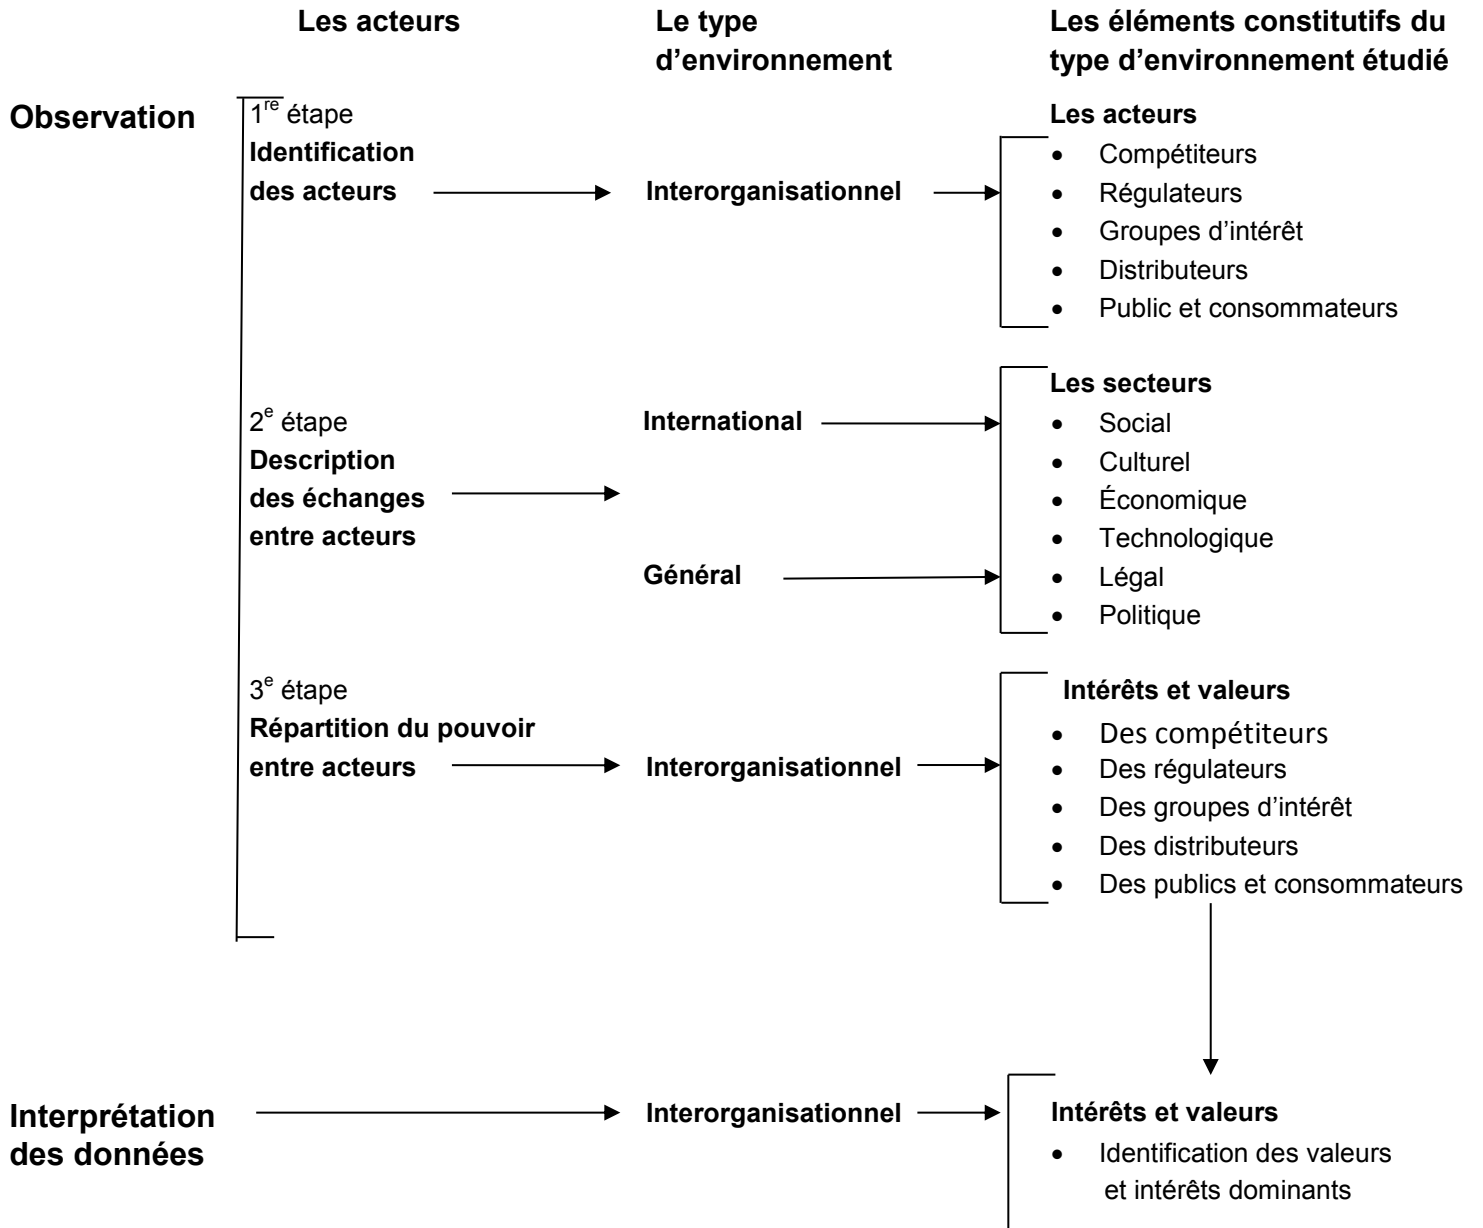 Les acteurs
Le type
d’environnement
Les éléments constitutifs du
type d’environnement étudié
Observation
1re étape
Identification
des acteurs
Interorganisationnel
Les acteurs
• Compétiteurs
• Régulateurs
• Groupes d’intérêt
• Distributeurs
• Public et consommateurs
2e étape
Description
des échanges
entre acteurs
International
Général
Les secteurs
• Social
• Culturel
• Économique
• Technologique
• Légal
• Politique
3e étape
Répartition du pouvoir
entre acteurs
Interorganisationnel
Intérêts et valeurs
• Des compétiteurs
• Des régulateurs
• Des groupes d’intérêt
• Des distributeurs
• Des publics et consommateurs
Interprétation
des données
Interorganisationnel
Intérêts et valeurs
• Identification des valeurs
et intérêts dominants